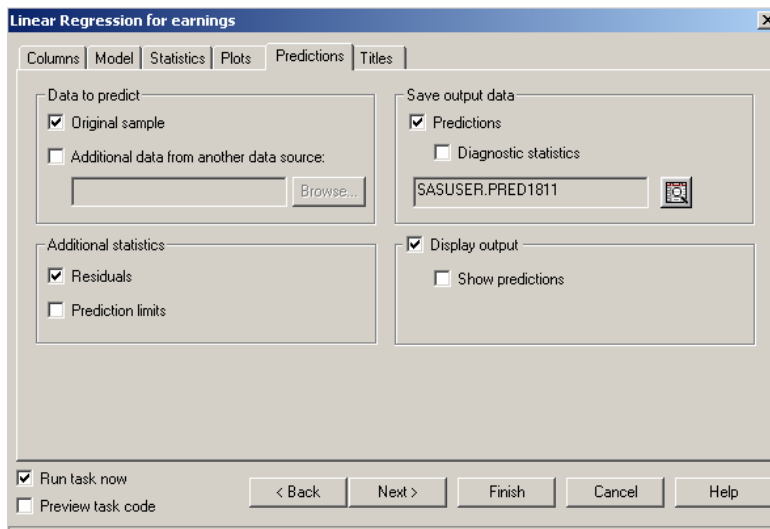 Linear Regression for earnings
Columns Model Statistics Plots Predictions Titles
Data to predict
Original sample
Additional data from another data source:
Browse...
Save output data
Predictions
Diagnostic statistics
SASUSER.PRED1811
Additional statistics
Residuals
Prediction limits
Display output
Show predictions
Run task now
Preview task code
< Back Next > Finish Cancel Help